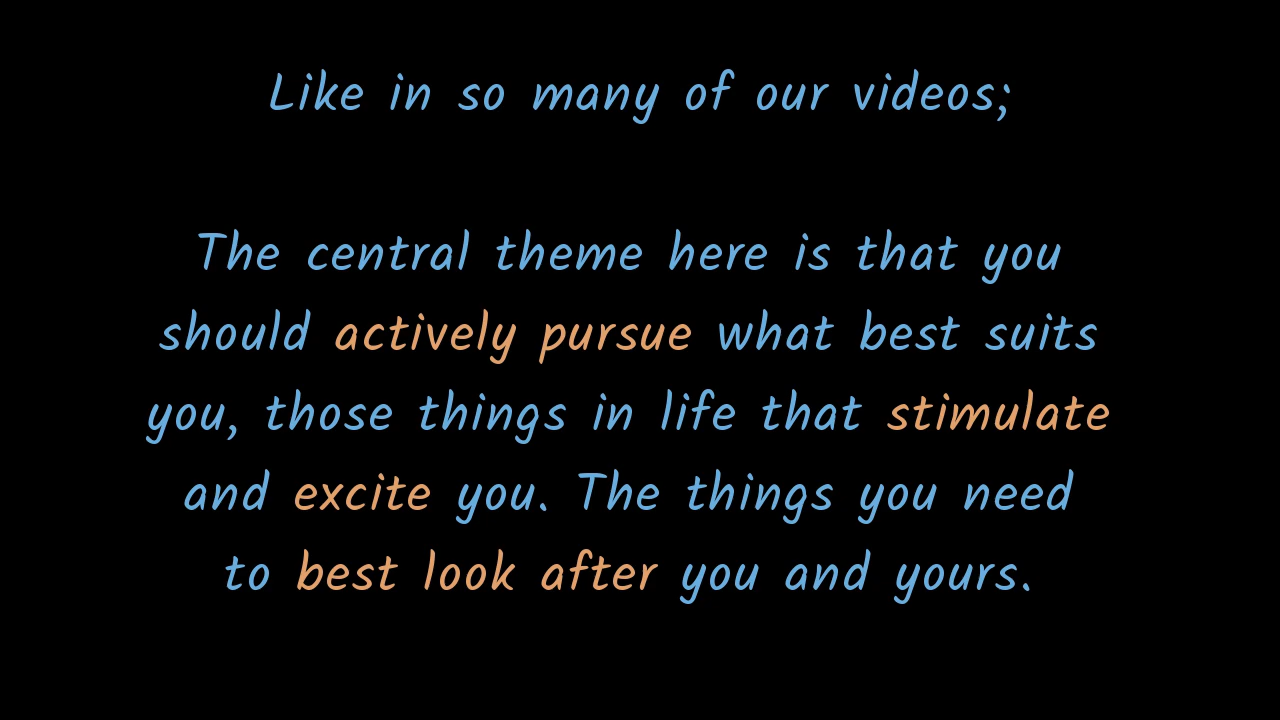 Like in so many of our videos;
The central theme here is that you
should actively pursue what best suits
you, those things in life that stimulate
and excite you. The things you need
to best look after you and yours.